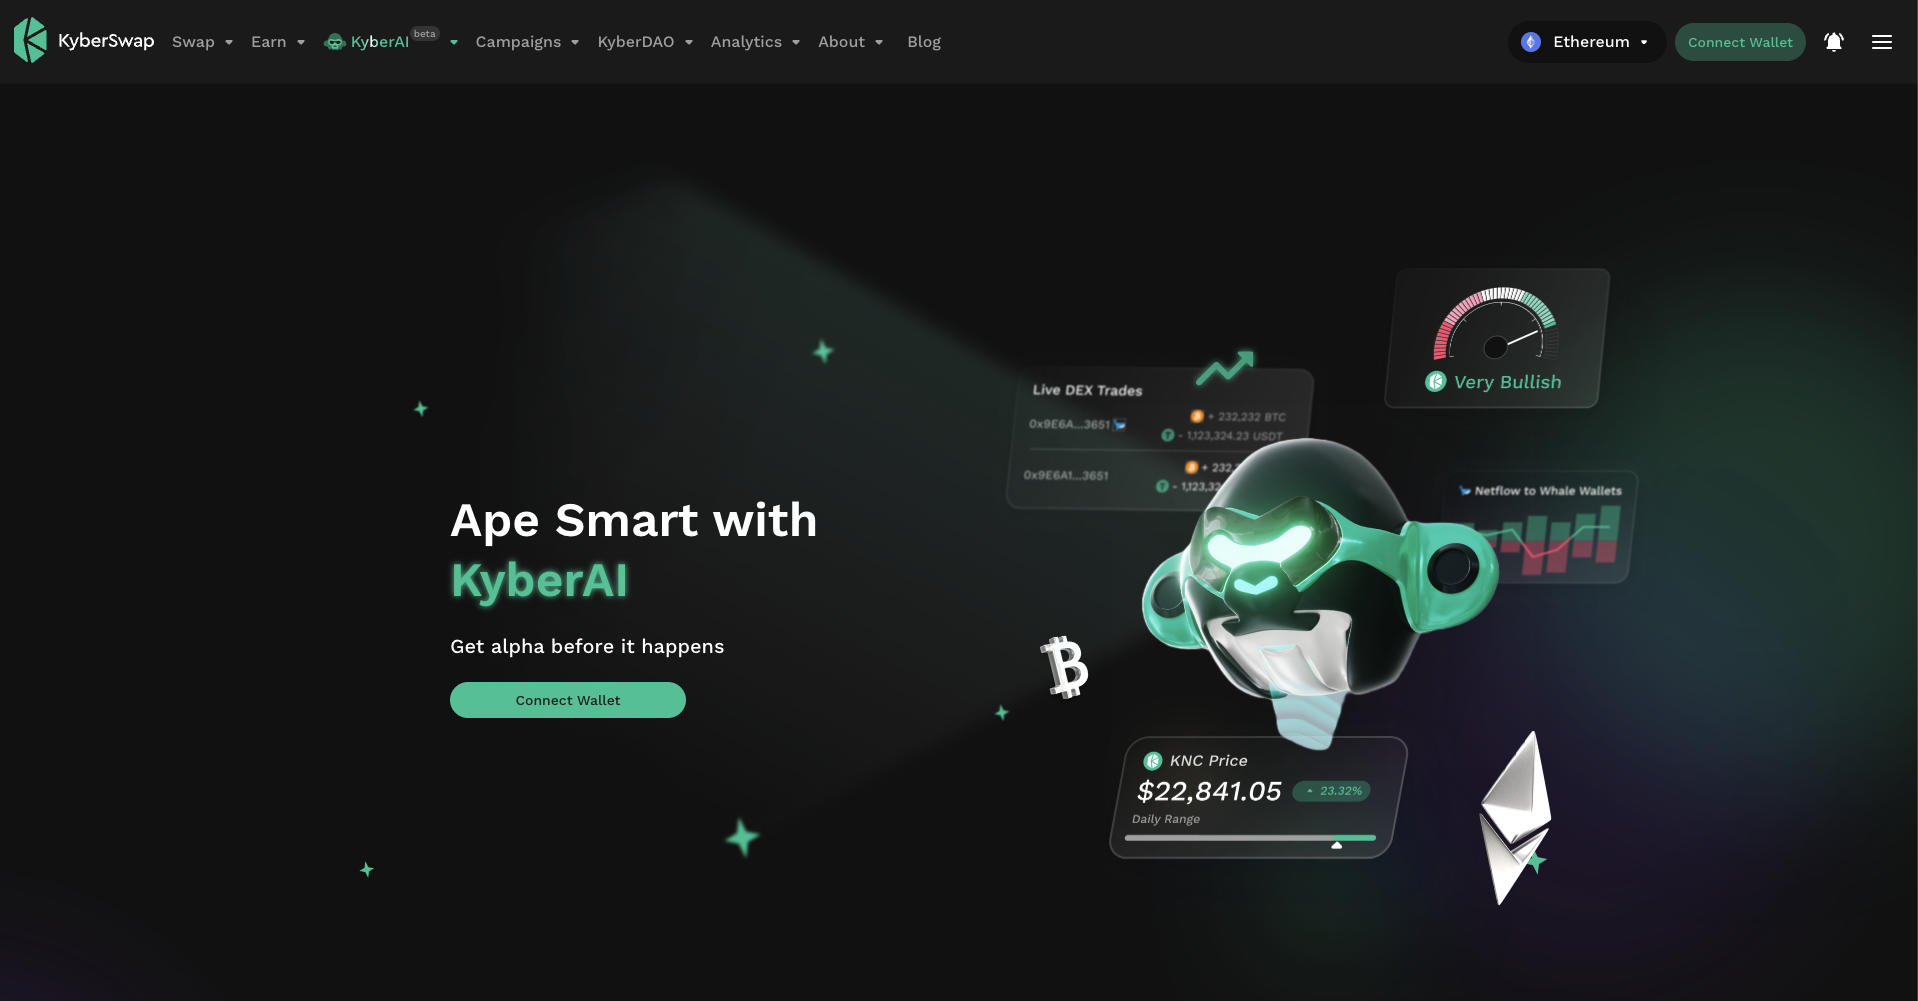 KyberSwap
Swap
Earn
KyberAI beta
Campaigns
KyberDAO
Analytics
About
Blog
Ethereum
Connect Wallet
Very Bullish
Live DEX Trades
0x9E6A...3651
+ 232,232 BTC
- 1,123,324.23 USDT
0x9E6A1...3651
+ 232,
- 1,123,32
Netflow to Whale Wallets
Ape Smart with
KyberAI
Get alpha before it happens
Connect Wallet
KNC Price
$22,841.05
23.32%
Daily Range